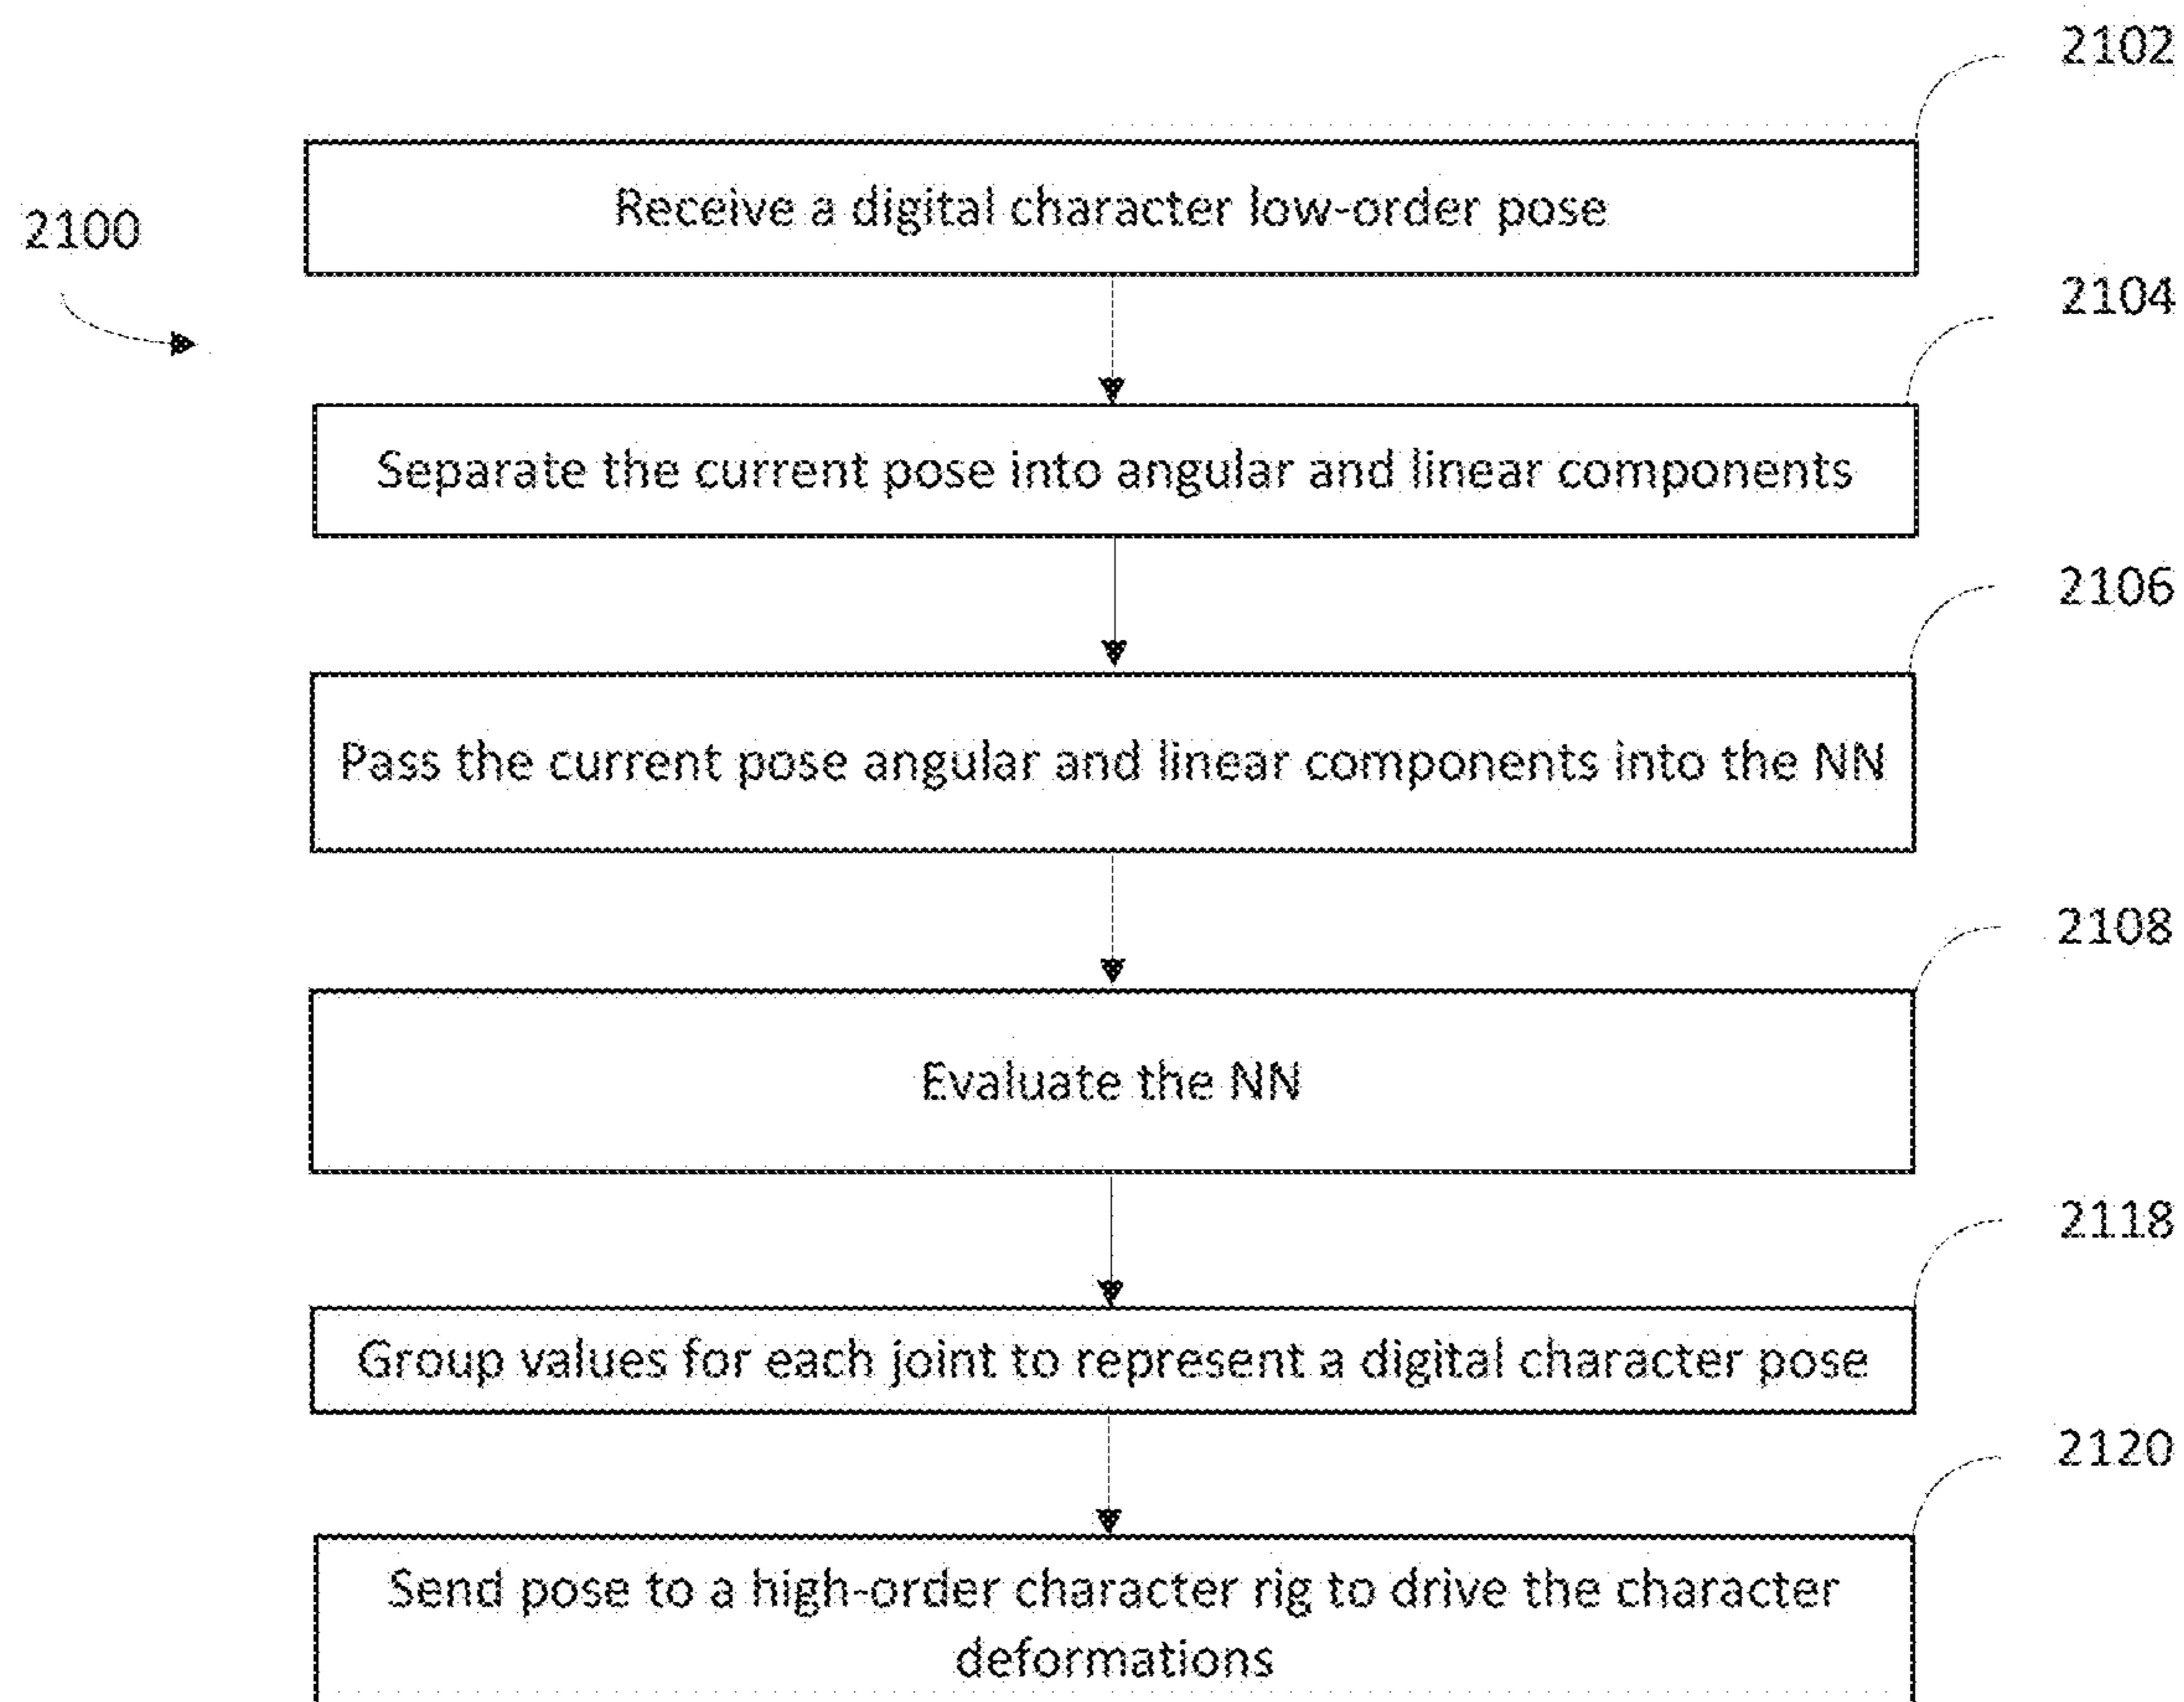 2102
Receive a digital character low-order pose
2100
2104
Separate the current pose into angular and linear components
2106
Pass the current pose angular and linear components into the NN
2108
Evaluate the NN
2118
Group values for each joint to represent a digital character pose
2120
Send pose to a high-order character rig to drive the character
deformations